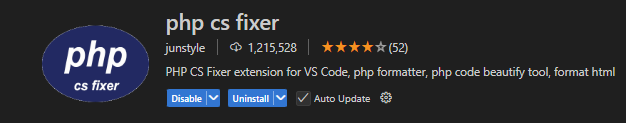 php
cs fixer
php cs fixer
junstyle 1,215,528 (52)
PHP CS Fixer extension for VS Code, php formatter, php code beautify tool, format html
Disable Uninstall Auto Update